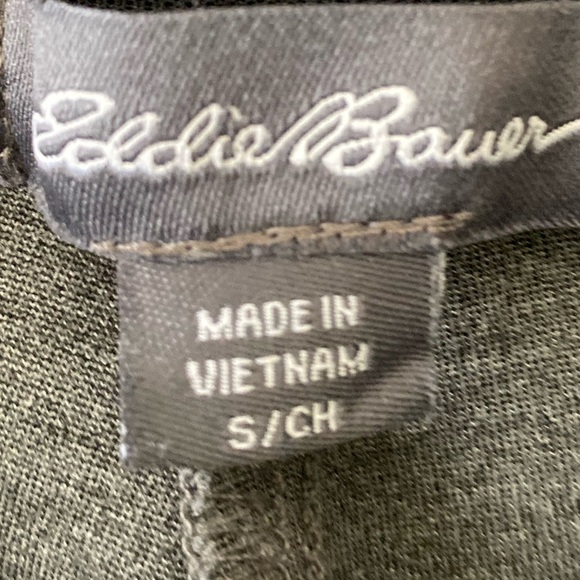 Eddie Bauer
MADE IN
VIETNAM
S/CH